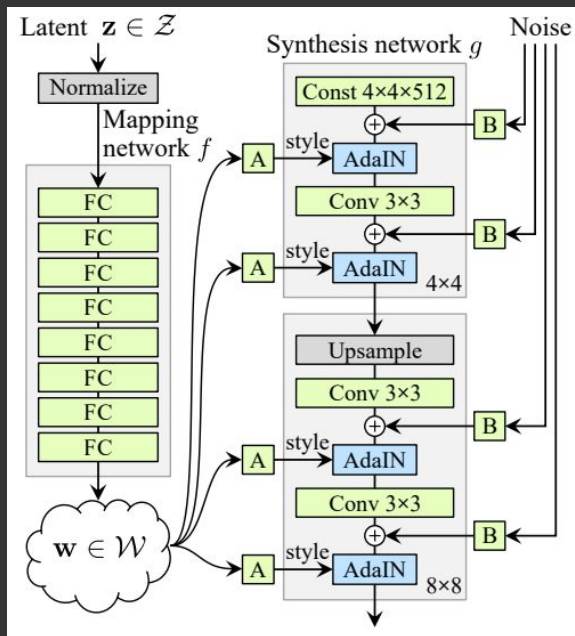 Latent z ∈ Z
Normalize
Mapping
network f
FC
FC
FC
FC
FC
FC
FC
FC
w ∈ W
Synthesis network g
Noise
Const 4×4×512
B
A
style
AdaIN
Conv 3×3
B
A
style
AdaIN
4×4
Upsample
Conv 3×3
B
A
style
AdaIN
Conv 3×3
B
A
style
AdaIN
8×8